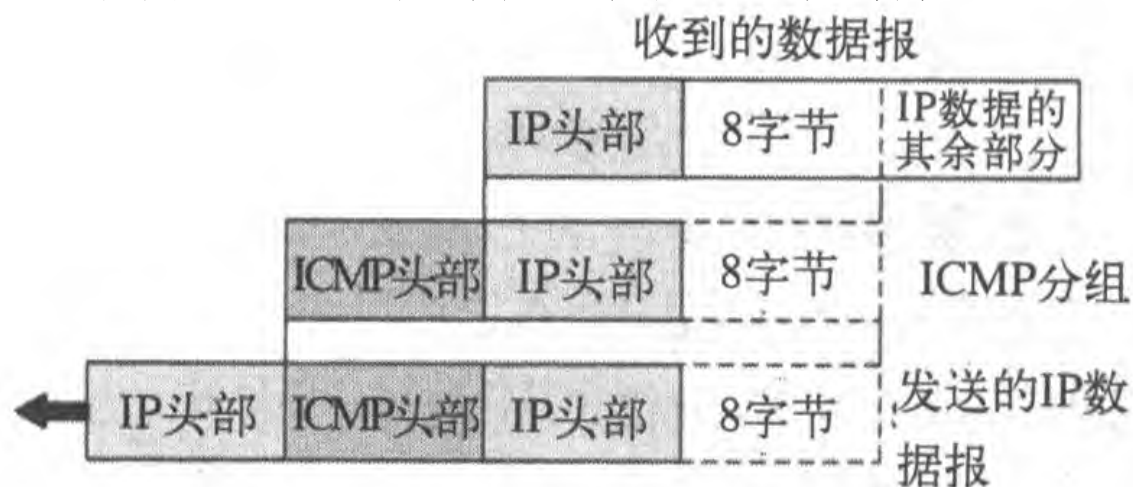 收到的数据报
IP头部 8字节 IP数据的
其余部分
ICMP头部 IP头部 8字节 ICMP分组
IP头部 ICMP头部 IP头部 8字节 发送的IP数
据报